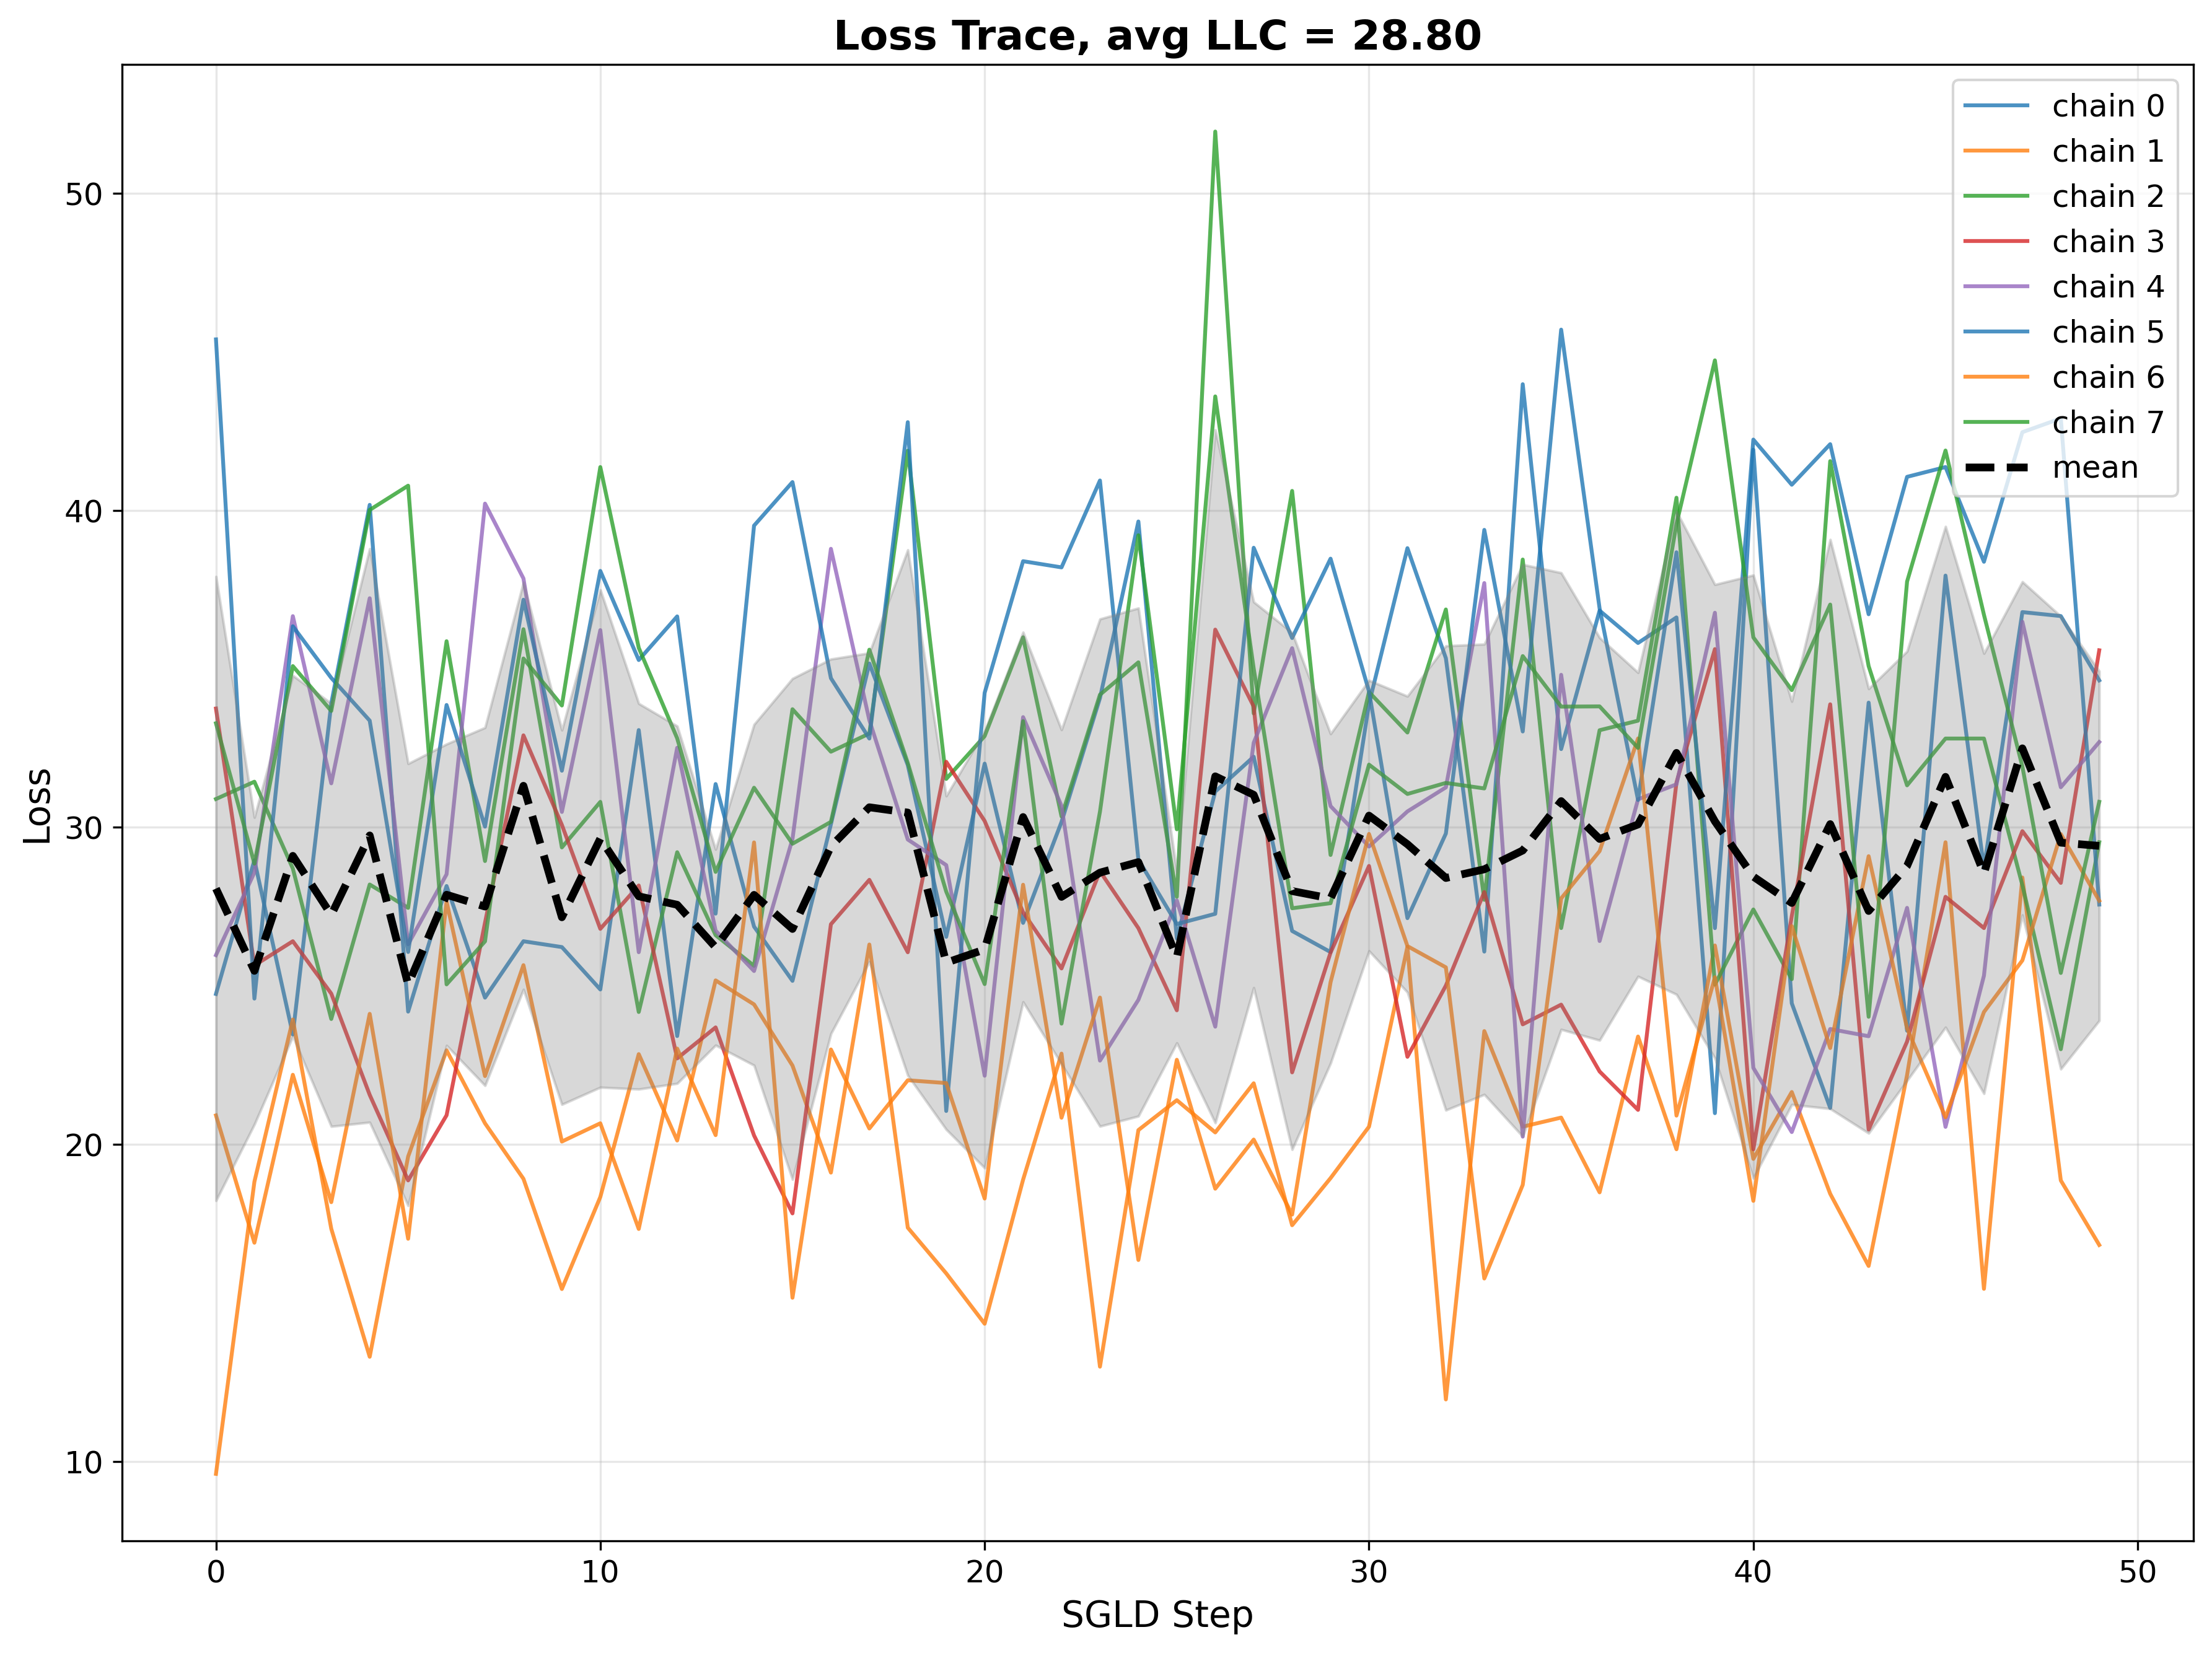 Loss Trace, avg LLC = 28.80
chain 0
chain 1
chain 2
chain 3
chain 4
chain 5
chain 6
chain 7
mean
Loss
50
40
30
20
10
0
10
20
30
40
50
SGLD Step